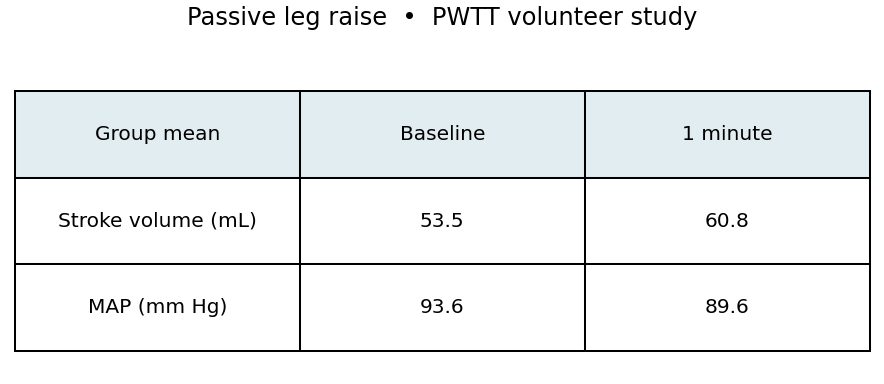 Passive leg raise • PWTT volunteer study
Group mean Baseline 1 minute
Stroke volume (mL) 53.5 60.8
MAP (mm Hg) 93.6 89.6